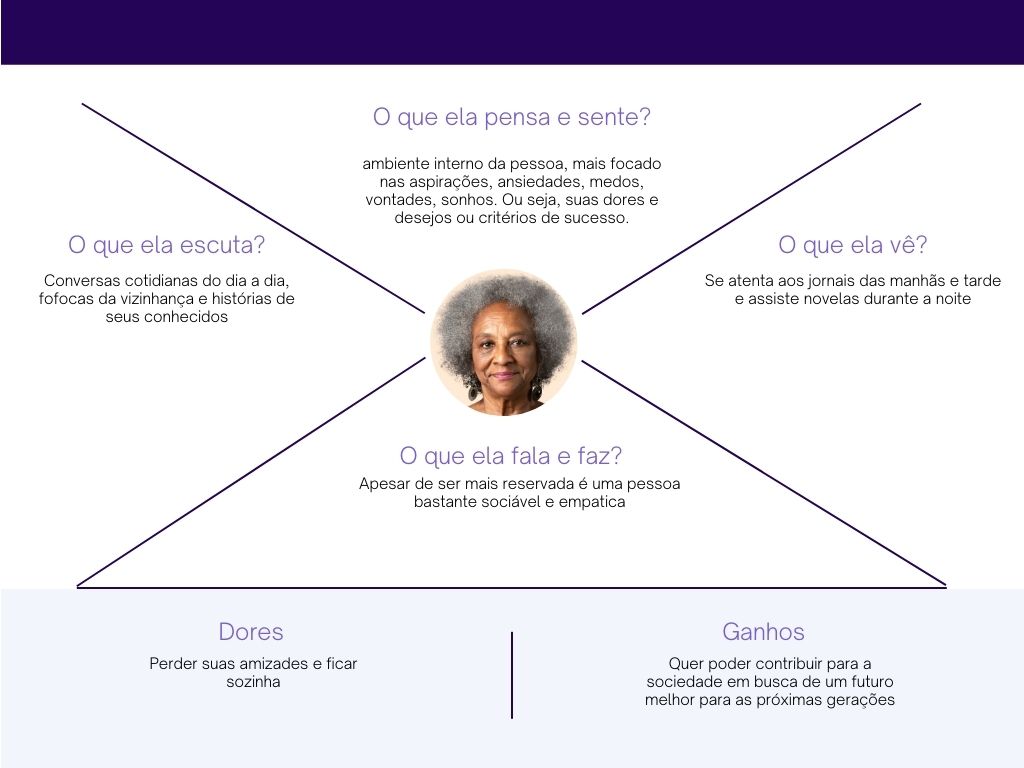 O que ela pensa e sente?
ambiente interno da pessoa, mais focado
nas aspirações, ansiedades, medos,
vontades, sonhos. Ou seja, suas dores e
desejos ou critérios de sucesso.
O que ela escuta?
Conversas cotidianas do dia a dia,
fofocas da vizinhança e histórias de
seus conhecidos
O que ela vê?
Se atenta aos jornais das manhãs e tarde
e assiste novelas durante a noite
O que ela fala e faz?
Apesar de ser mais reservada é uma pessoa
bastante sociável e empatica
Dores
Perder suas amizades e ficar
sozinha
Ganhos
Quer poder contribuir para a
sociedade em busca de um futuro
melhor para as próximas gerações